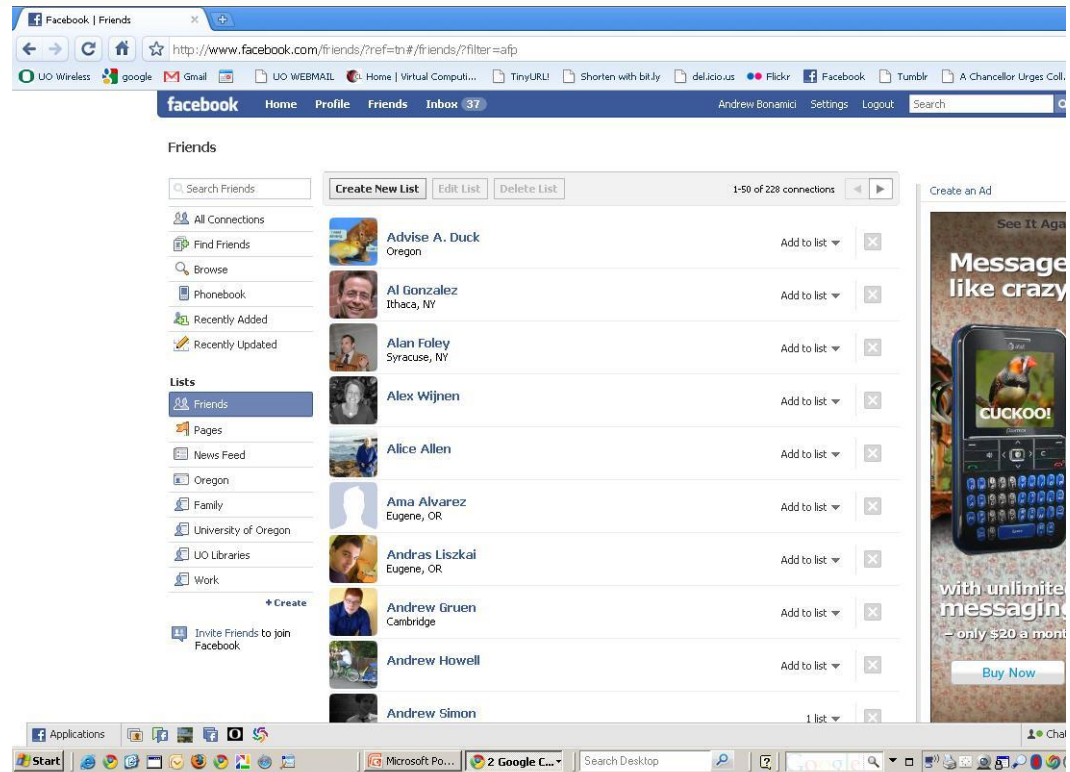 Facebook | Friends
http://www.facebook.com/friends/?ref=tn#/friends/?filter=afp
UO Wireless google Gmail UO WEBMAIL Home | Virtual Computi... TinyURL! Shorten with bit.ly del.icio.us Flickr Facebook Tumblr A Chancellor Urges Coll.
facebook Home Profile Friends Inbox 37 Andrew Bonamici Settings Logout Search
Friends
Search Friends
All Connections
Find Friends
Browse
Phonebook
Recently Added
Recently Updated
Lists
Friends
Pages
News Feed
Oregon
Family
University of Oregon
UO Libraries
Work
+ Create
Invite Friends to join
Facebook
Create New List Edit List Delete List 1-50 of 228 connections
Advise A. Duck
Oregon
Add to list
Al Gonzalez
Ithaca, NY
Add to list
Alan Foley
Syracuse, NY
Add to list
Alex Wijnen
Add to list
Alice Allen
Add to list
Ama Alvarez
Eugene, OR
Add to list
Andras Liszkai
Eugene, OR
Add to list
Andrew Gruen
Cambridge
Add to list
Andrew Howell
Add to list
Andrew Simon
1 list
Create an Ad
See It Aga
Message
like crazy
at&t
CUCKOO!
with unlimite
messaging
– only $20 a mont
Buy Now
Applications Chat
Start Microsoft Po... 2 Google C... Search Desktop Google